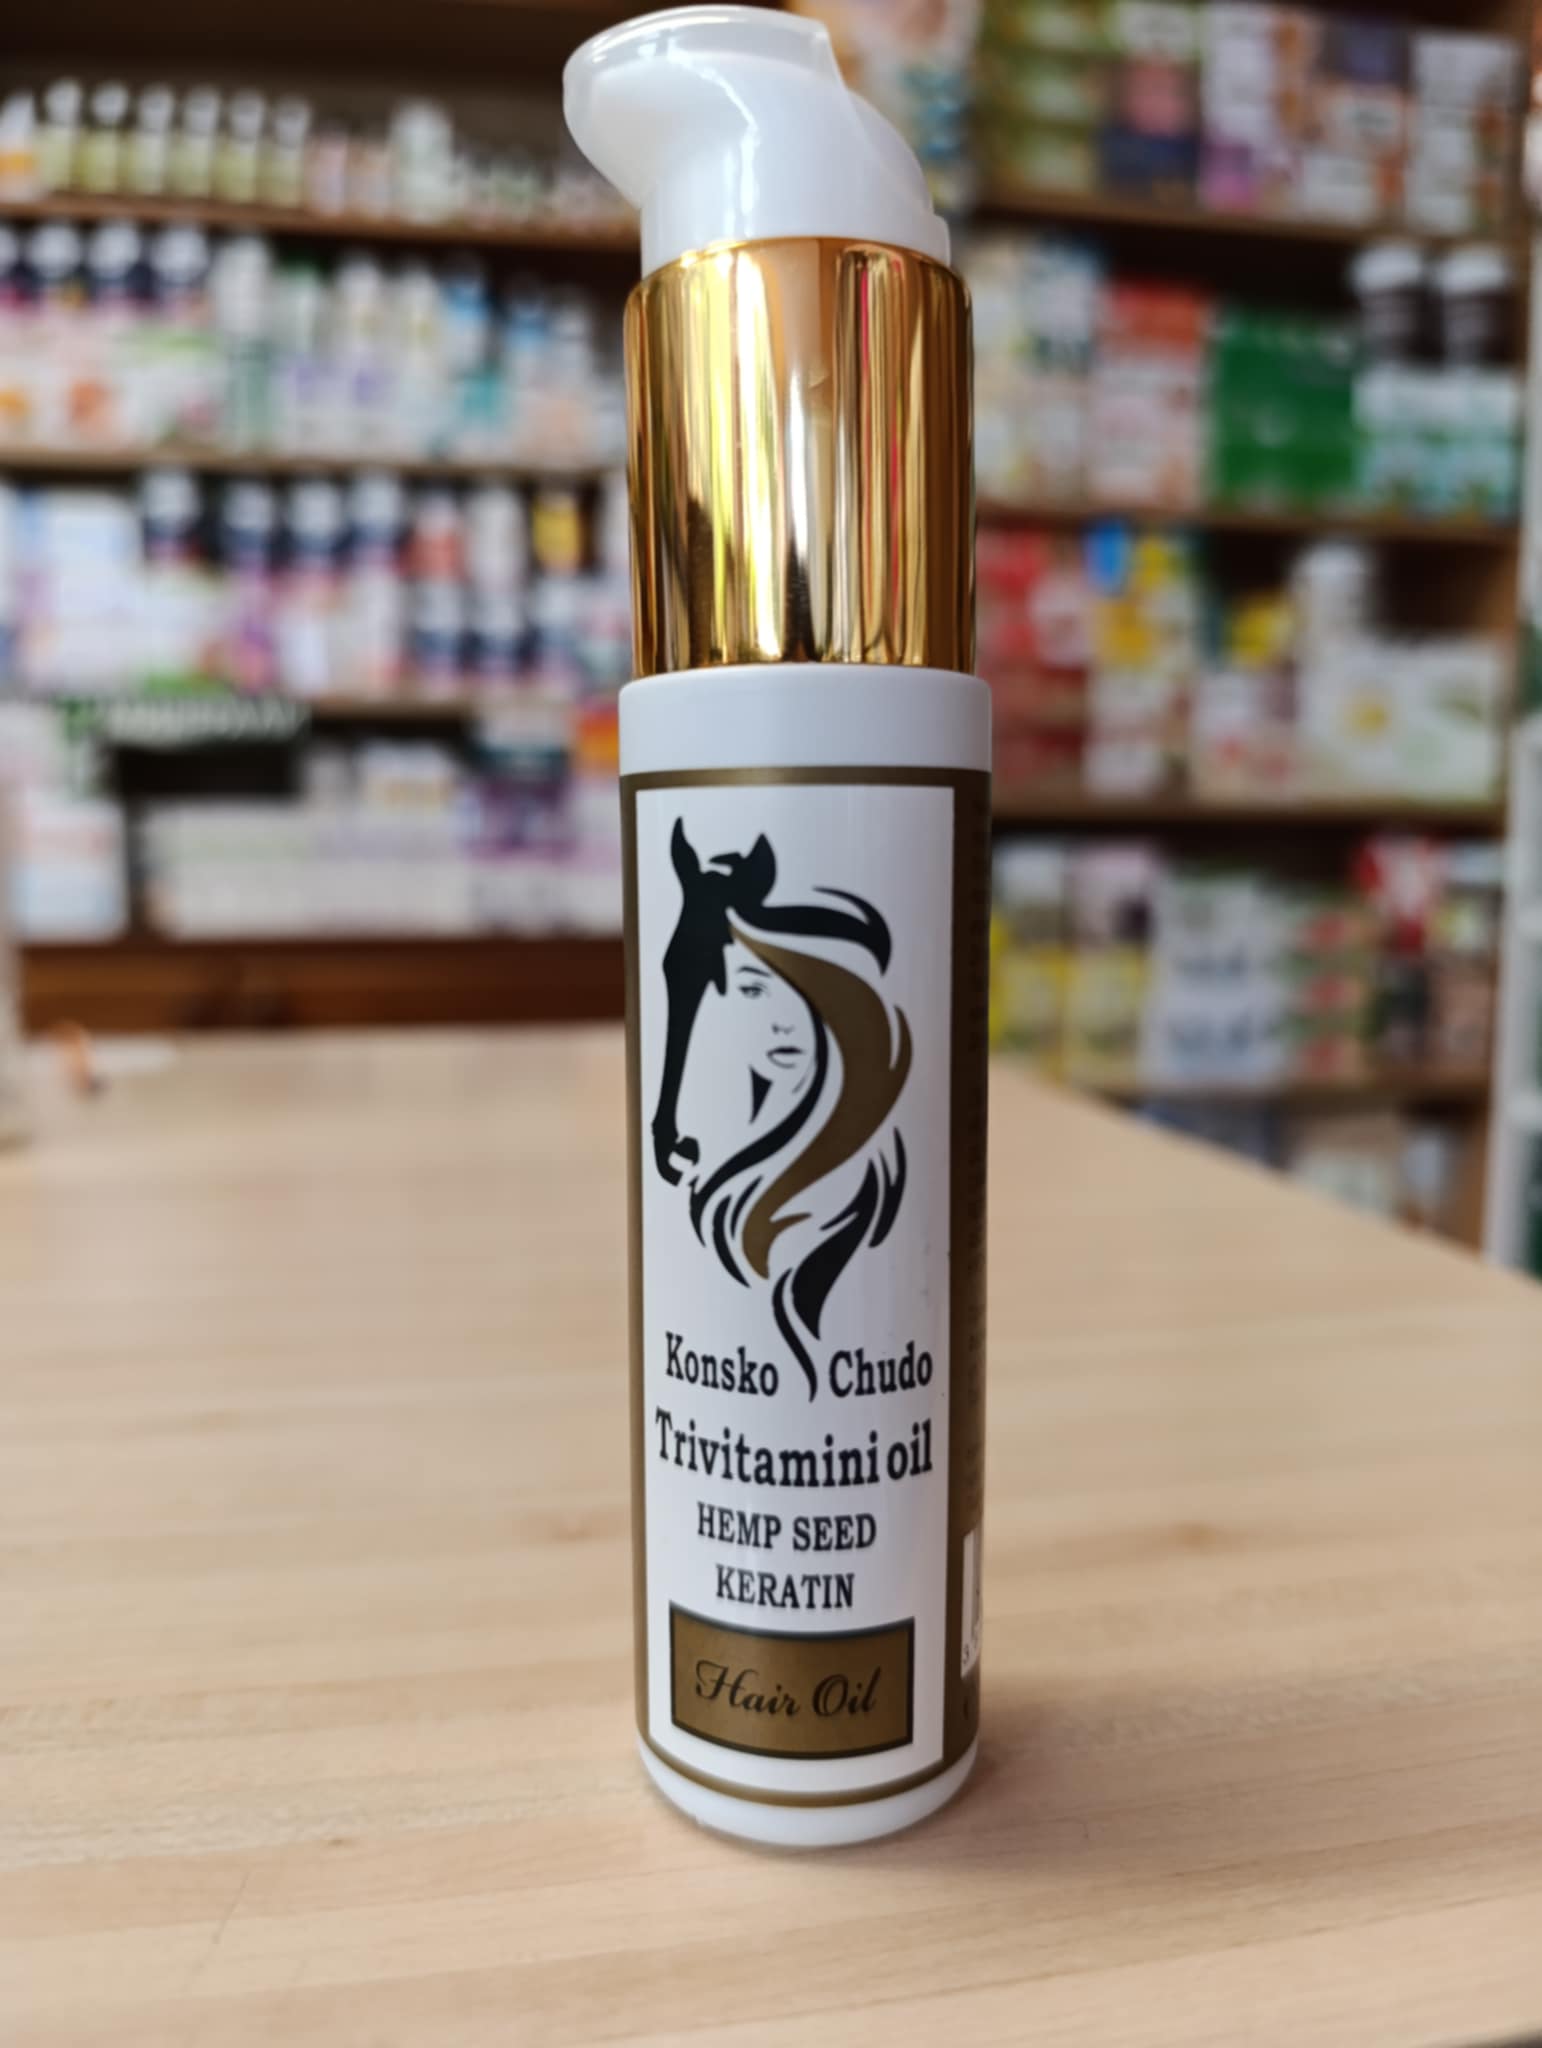 Konsko Chudo
Trivitamini oil
HEMP SEED
KERATIN
Hair Oil